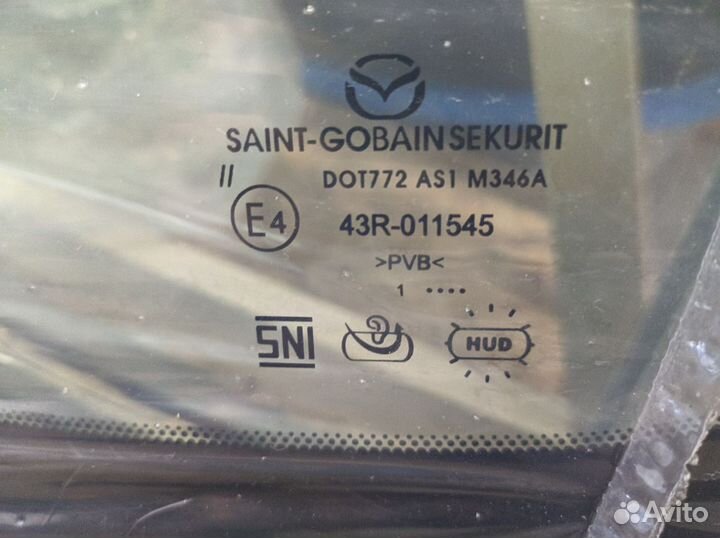 SAINT-GOBAIN SEKURIT
II DOT772 AS1 M346A
E4 43R-011545
>PVB<
1 ....
SNI HUD
Avito